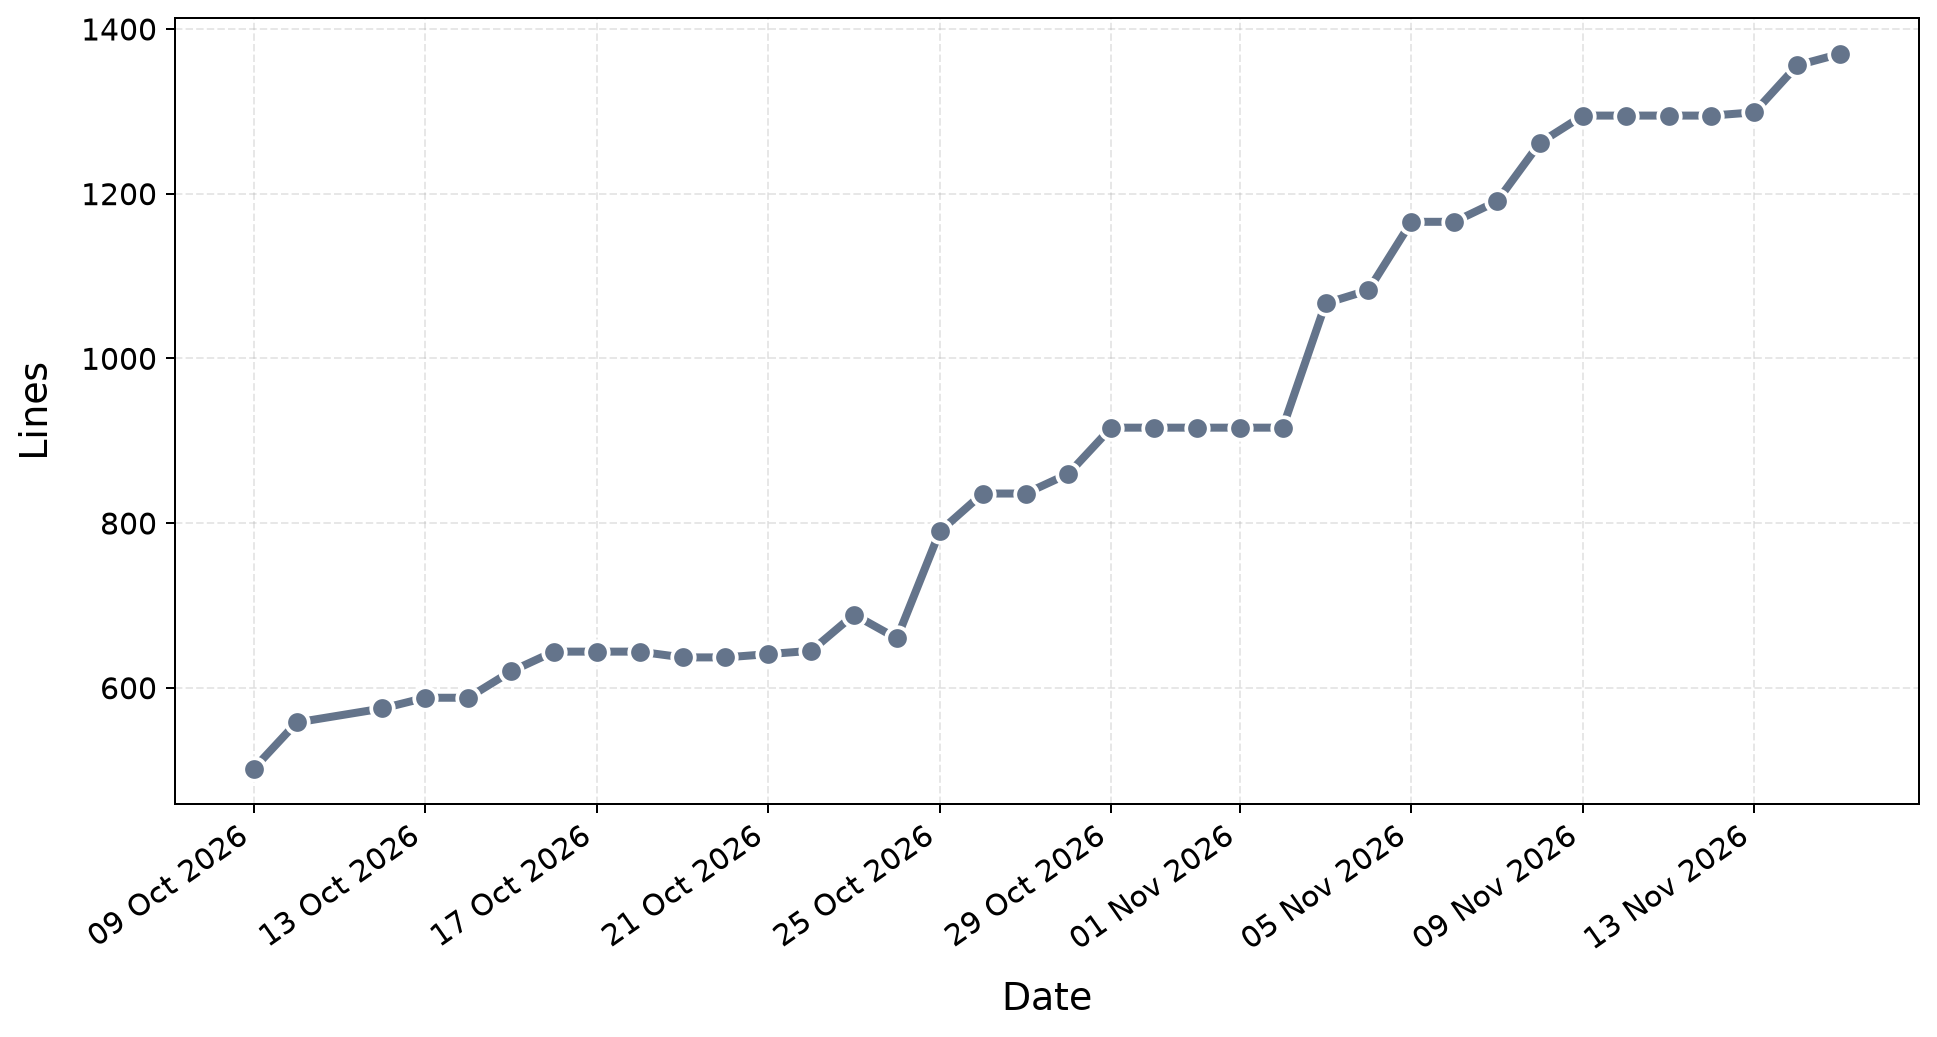 1400
1200
1000
800
600
Lines
09 Oct 2026
13 Oct 2026
17 Oct 2026
21 Oct 2026
25 Oct 2026
29 Oct 2026
01 Nov 2026
05 Nov 2026
09 Nov 2026
13 Nov 2026
Date